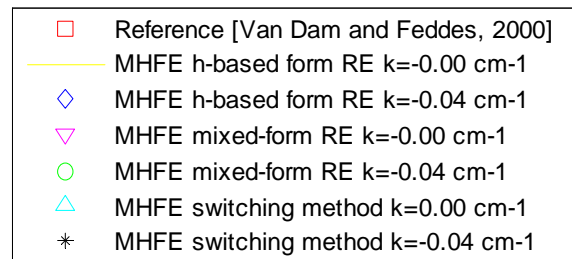 Reference [Van Dam and Feddes, 2000]
MHFE h-based form RE k=-0.00 cm-1
MHFE h-based form RE k=-0.04 cm-1
MHFE mixed-form RE k=-0.00 cm-1
MHFE mixed-form RE k=-0.04 cm-1
MHFE switching method k=0.00 cm-1
MHFE switching method k=-0.04 cm-1